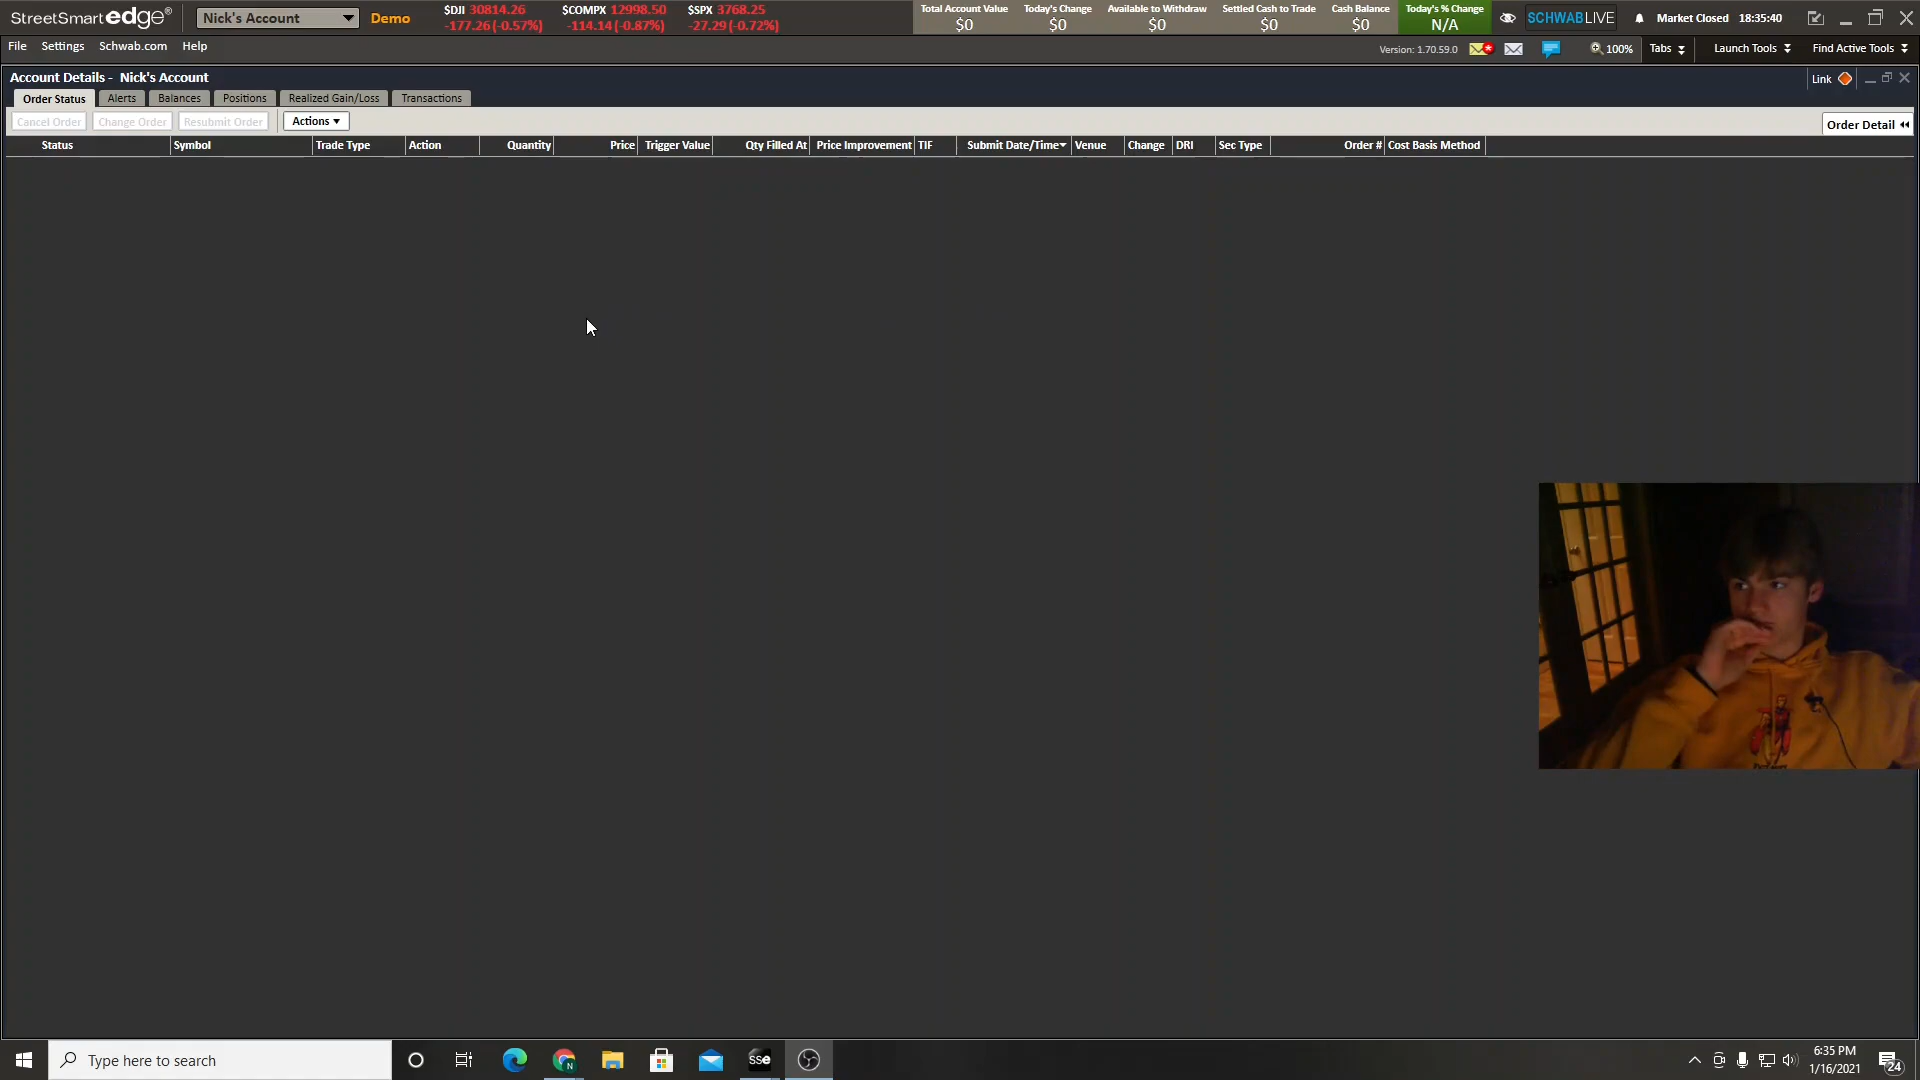 StreetSmart edge® Nick's Account Demo $DJI 30814.26 $COMPX 12998.50 $SPX 3768.25 Total Account Value Today's Change Available to Withdraw Settled Cash to Trade Cash Balance Today's % Change SCHWABLIVE Market Closed 18:35:40
-177.26 (-0.57%) -114.14 (-0.87%) -27.29 (-0.72%) $0 $0 $0 $0 $0 N/A
File Settings Schwab.com Help Version: 1.70.59.0 100% Tabs Launch Tools Find Active Tools
Account Details - Nick's Account Link
Order Status Alerts Balances Positions Realized Gain/Loss Transactions
Cancel Order Change Order Resubmit Order Actions Order Detail
Status Symbol Trade Type Action Quantity Price Trigger Value Qty Filled At Price Improvement TIF Submit Date/Time Venue Change DRI Sec Type Order # Cost Basis Method
Type here to search N sse 6:35 PM
1/16/2021 24